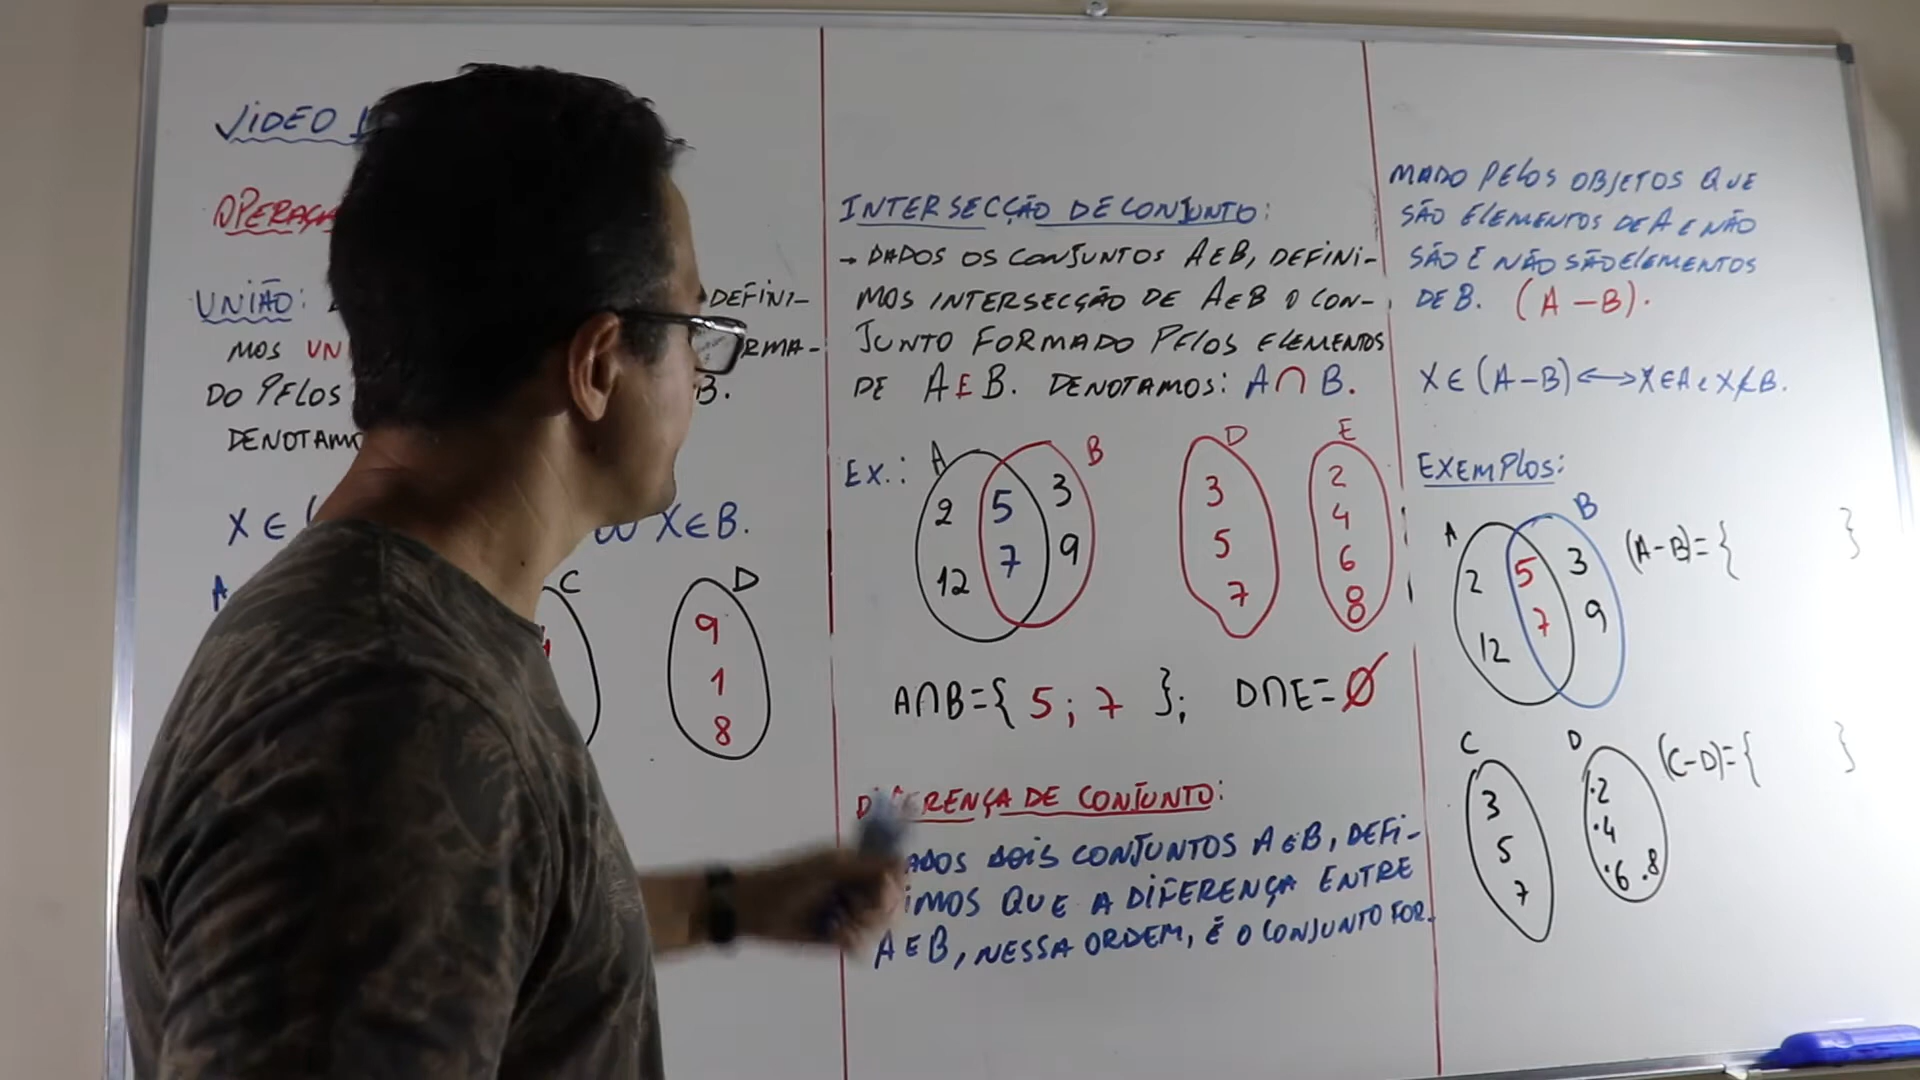 VIDEO 1
OPERAÇÃ
UNIÃO: DEFINI-
MOS UN RMA-
DO PELOS B.
DENOTAMO
X ∈ ( OU X∈B.
A
C D
9
1
8
INTERSECÇÃO DE CONJUNTO:
→ DADOS OS CONJUNTOS A E B, DEFINI-
MOS INTERSECÇÃO DE A E B O CON-
JUNTO FORMADO PELOS ELEMENTOS
DE A E B. DENOTAMOS: A ∩ B.
EX.: A B D E
2 5 3 3 2
12 7 9 5 4
7 6
8
A∩B={ 5; 7 }; D∩E=Ø
DIFERENÇA DE CONJUNTO:
ADOS DOIS CONJUNTOS A E B, DEFI-
IMOS QUE A DIFERENÇA ENTRE
A E B, NESSA ORDEM, É O CONJUNTO FOR-
MADO PELOS OBJETOS QUE
SÃO ELEMENTOS DE A E NÃO
SÃO E NÃO SÃO ELEMENTOS
DE B. (A – B).
X ∈ (A – B) ↔ X ∈ A e X ∉ B.
EXEMPLOS:
A B (A-B)={ }
2 5 3
12 7 9
C D (C-D)={ }
3 .2
5 .4
7 .6 .8